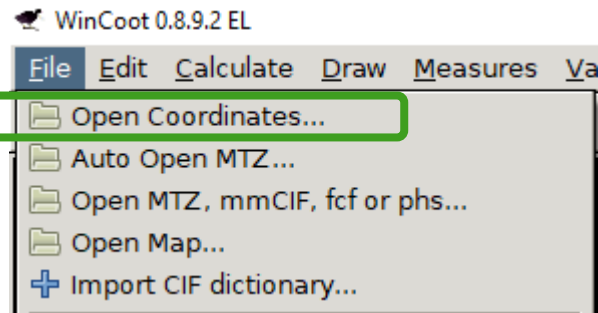 WinCoot 0.8.9.2 EL
File Edit Calculate Draw Measures Va
Open Coordinates...
Auto Open MTZ...
Open MTZ, mmCIF, fcf or phs...
Open Map...
Import CIF dictionary...